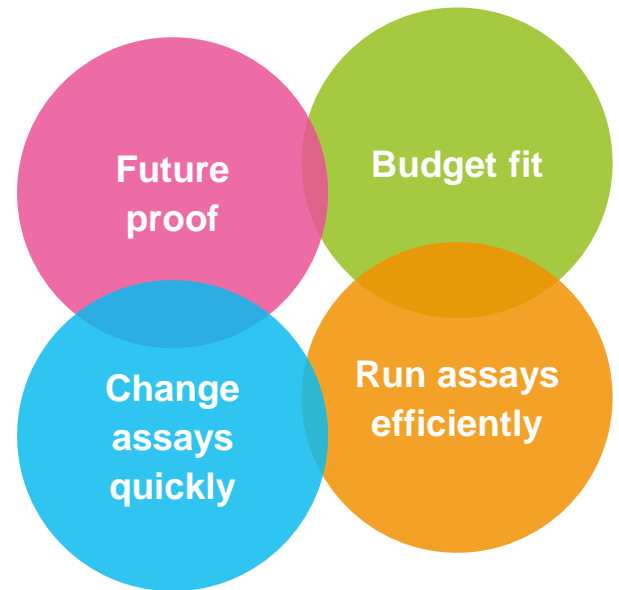 Future
proof
Budget fit
Change
assays
quickly
Run assays
efficiently